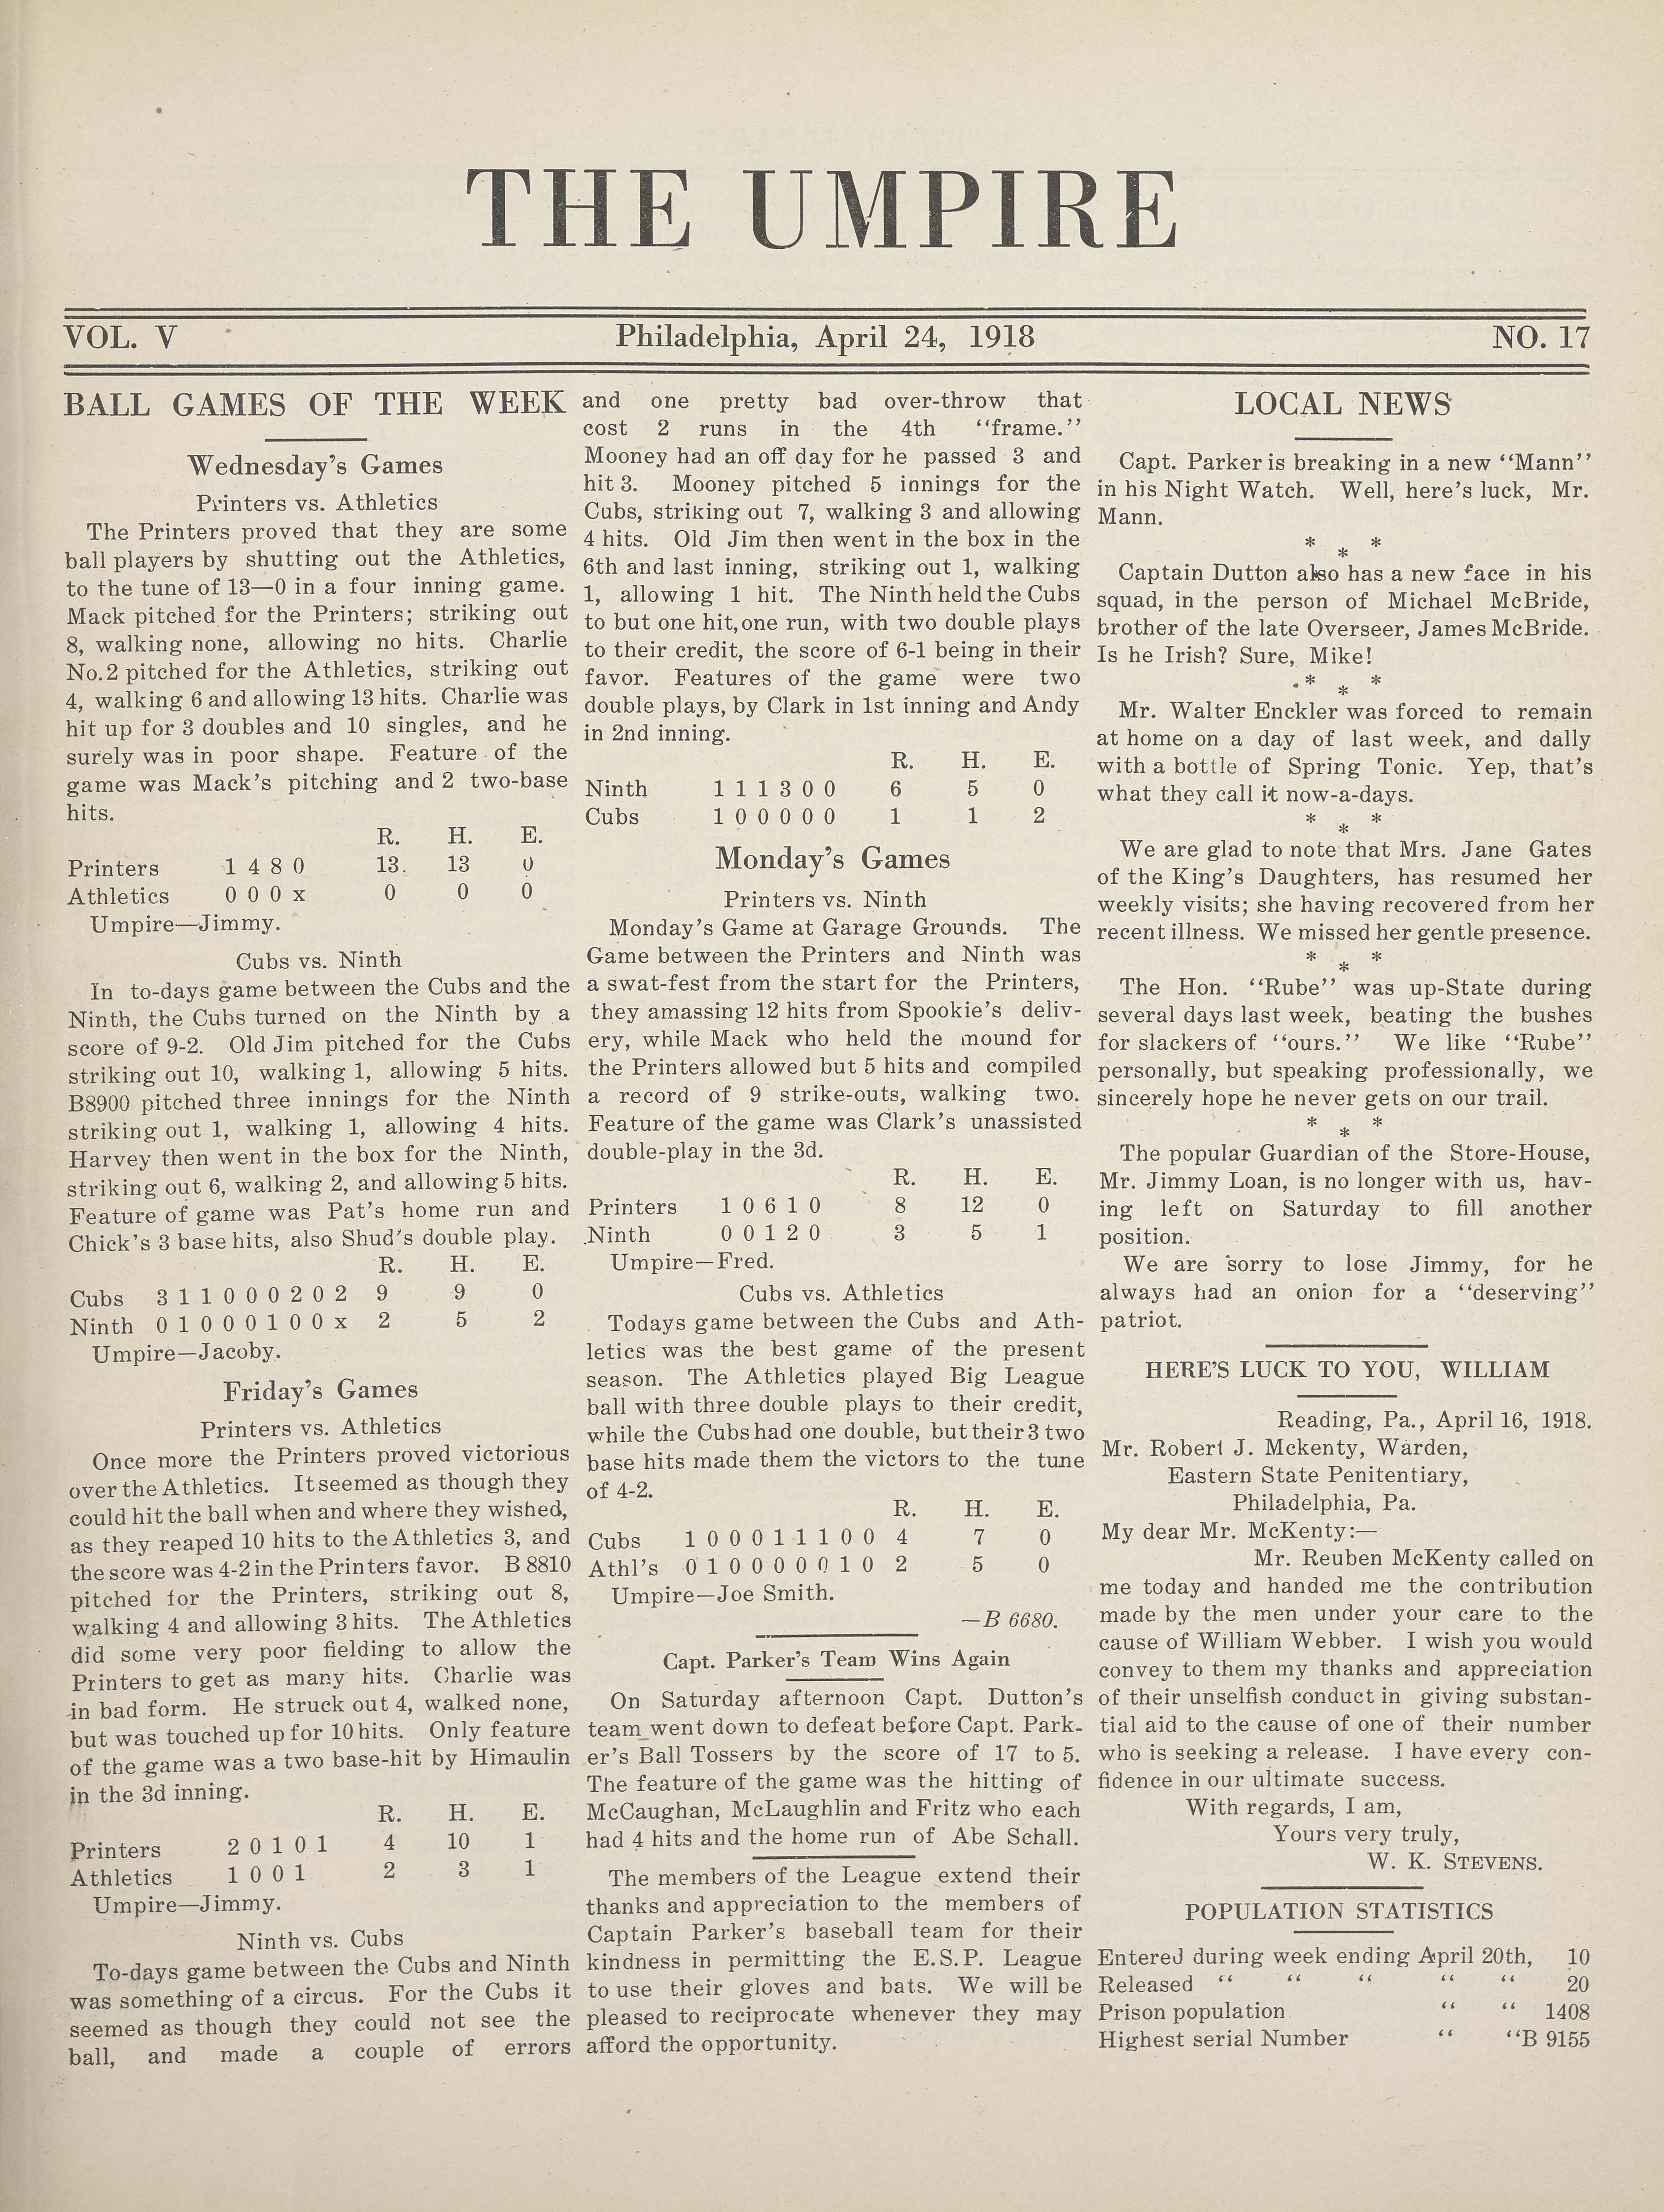 THE UMPIRE
VOL. V Philadelphia, April 24, 1918 NO. 17
BALL GAMES OF THE WEEK
Wednesday's Games
Printers vs. Athletics
The Printers proved that they are some
ball players by shutting out the Athletics,
to the tune of 13—0 in a four inning game.
Mack pitched for the Printers; striking out
8, walking none, allowing no hits. Charlie
No. 2 pitched for the Athletics, striking out
4, walking 6 and allowing 13 hits. Charlie was
hit up for 3 doubles and 10 singles, and he
surely was in poor shape. Feature of the
game was Mack's pitching and 2 two-base
hits.
R. H. E.
Printers 1 4 8 0 13. 13 0
Athletics 0 0 0 x 0 0 0
Umpire—Jimmy.
Cubs vs. Ninth
In to-days game between the Cubs and the
Ninth, the Cubs turned on the Ninth by a
score of 9-2. Old Jim pitched for the Cubs
striking out 10, walking 1, allowing 5 hits.
B8900 pitched three innings for the Ninth
striking out 1, walking 1, allowing 4 hits.
Harvey then went in the box for the Ninth,
striking out 6, walking 2, and allowing 5 hits.
Feature of game was Pat's home run and
Chick's 3 base hits, also Shud's double play.
R. H. E.
Cubs 3 1 1 0 0 0 2 0 2 9 9 0
Ninth 0 1 0 0 0 1 0 0 x 2 5 2
Umpire—Jacoby.
Friday's Games
Printers vs. Athletics
Once more the Printers proved victorious
over the Athletics. It seemed as though they
could hit the ball when and where they wished,
as they reaped 10 hits to the Athletics 3, and
the score was 4-2 in the Printers favor. B 8810
pitched for the Printers, striking out 8,
walking 4 and allowing 3 hits. The Athletics
did some very poor fielding to allow the
Printers to get as many hits. Charlie was
in bad form. He struck out 4, walked none,
but was touched up for 10 hits. Only feature
of the game was a two base-hit by Himaulin
in the 3d inning.
R. H. E.
Printers 2 0 1 0 1 4 10 1
Athletics 1 0 0 1 2 3 1
Umpire—Jimmy.
Ninth vs. Cubs
To-days game between the Cubs and Ninth
was something of a circus. For the Cubs it
seemed as though they could not see the
ball, and made a couple of errors
and one pretty bad over-throw that
cost 2 runs in the 4th "frame."
Mooney had an off day for he passed 3 and
hit 3. Mooney pitched 5 innings for the
Cubs, striking out 7, walking 3 and allowing
4 hits. Old Jim then went in the box in the
6th and last inning, striking out 1, walking
1, allowing 1 hit. The Ninth held the Cubs
to but one hit, one run, with two double plays
to their credit, the score of 6-1 being in their
favor. Features of the game were two
double plays, by Clark in 1st inning and Andy
in 2nd inning.
R. H. E.
Ninth 1 1 1 3 0 0 6 5 0
Cubs 1 0 0 0 0 0 1 1 2
Monday's Games
Printers vs. Ninth
Monday's Game at Garage Grounds. The
Game between the Printers and Ninth was
a swat-fest from the start for the Printers,
they amassing 12 hits from Spookie's deliv-
ery, while Mack who held the mound for
the Printers allowed but 5 hits and compiled
a record of 9 strike-outs, walking two.
Feature of the game was Clark's unassisted
double-play in the 3d.
R. H. E.
Printers 1 0 6 1 0 8 12 0
Ninth 0 0 1 2 0 3 5 1
Umpire—Fred.
Cubs vs. Athletics
Todays game between the Cubs and Ath-
letics was the best game of the present
season. The Athletics played Big League
ball with three double plays to their credit,
while the Cubs had one double, but their 3 two
base hits made them the victors to the tune
of 4-2.
R. H. E.
Cubs 1 0 0 0 1 1 1 0 0 4 7 0
Athl's 0 1 0 0 0 0 0 1 0 2 5 0
Umpire—Joe Smith.
—B 6680.
Capt. Parker's Team Wins Again
On Saturday afternoon Capt. Dutton's
team went down to defeat before Capt. Park-
er's Ball Tossers by the score of 17 to 5.
The feature of the game was the hitting of
McCaughan, McLaughlin and Fritz who each
had 4 hits and the home run of Abe Schall.
The members of the League extend their
thanks and appreciation to the members of
Captain Parker's baseball team for their
kindness in permitting the E.S.P. League
to use their gloves and bats. We will be
pleased to reciprocate whenever they may
afford the opportunity.
LOCAL NEWS
Capt. Parker is breaking in a new "Mann"
in his Night Watch. Well, here's luck, Mr.
Mann.
* * *
Captain Dutton also has a new face in his
squad, in the person of Michael McBride,
brother of the late Overseer, James McBride.
Is he Irish? Sure, Mike!
* * *
Mr. Walter Enckler was forced to remain
at home on a day of last week, and dally
with a bottle of Spring Tonic. Yep, that's
what they call it now-a-days.
* * *
We are glad to note that Mrs. Jane Gates
of the King's Daughters, has resumed her
weekly visits; she having recovered from her
recent illness. We missed her gentle presence.
* * *
The Hon. "Rube" was up-State during
several days last week, beating the bushes
for slackers of "ours." We like "Rube"
personally, but speaking professionally, we
sincerely hope he never gets on our trail.
* * *
The popular Guardian of the Store-House,
Mr. Jimmy Loan, is no longer with us, hav-
ing left on Saturday to fill another
position.
We are sorry to lose Jimmy, for he
always had an onion for a "deserving"
patriot.
HERE'S LUCK TO YOU, WILLIAM
Reading, Pa., April 16, 1918.
Mr. Robert J. Mckenty, Warden,
Eastern State Penitentiary,
Philadelphia, Pa.
My dear Mr. McKenty:—
Mr. Reuben McKenty called on
me today and handed me the contribution
made by the men under your care to the
cause of William Webber. I wish you would
convey to them my thanks and appreciation
of their unselfish conduct in giving substan-
tial aid to the cause of one of their number
who is seeking a release. I have every con-
fidence in our ultimate success.
With regards, I am,
Yours very truly,
W. K. STEVENS.
POPULATION STATISTICS
Entered during week ending April 20th, 10
Released " " " " " 20
Prison population " " 1408
Highest serial Number " "B 9155